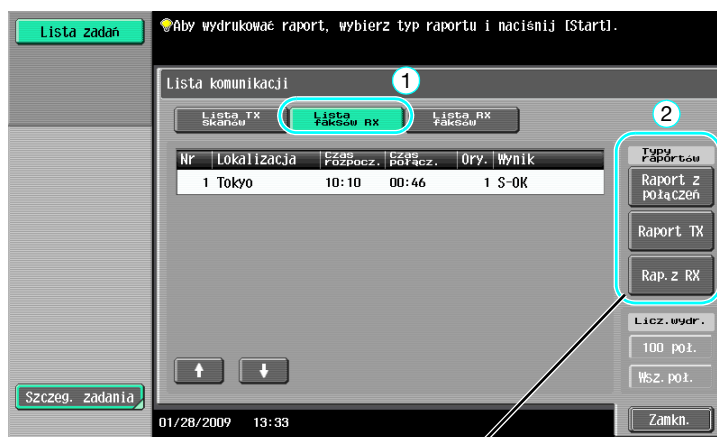 Lista zadań
Aby wydrukować raport, wybierz typ raportu i naciśnij [Start].
Lista komunikacji
1
Lista TX
skanów
Lista
faksów RX
Lista RX
faksów
2
Nr Lokalizacja Czas rozpocz. Czas połącz. Ory. Wynik
1 Tokyo 10:10 00:46 1 S-OK
Typy
raportów
Raport z
połączeń
Raport TX
Rap.z RX
Licz.wydr.
100 poł.
Wsz.poł.
Szczeg. zadania
01/28/2009 13:33
Zamkn.